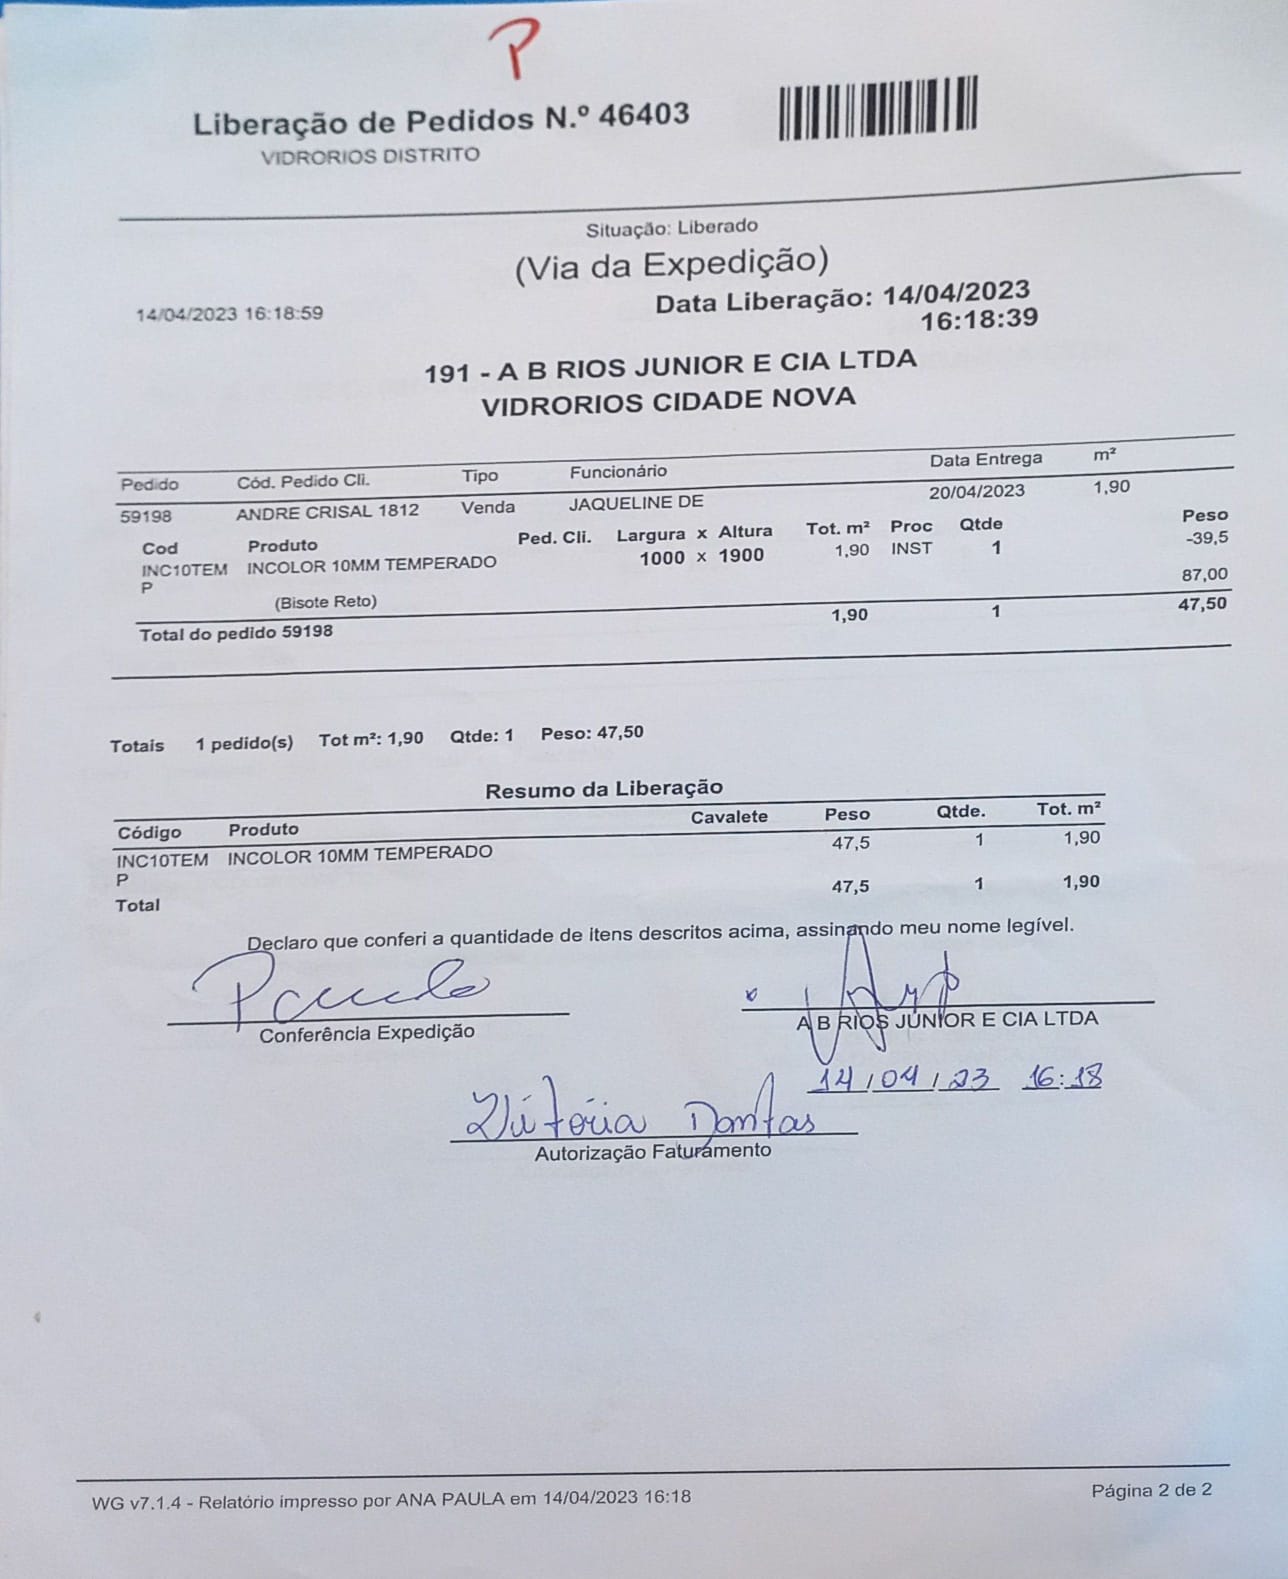 P
Liberação de Pedidos N.º 46403
VIDRORIOS DISTRITO
Situação: Liberado
(Via da Expedição)
14/04/2023 16:18:59
Data Liberação: 14/04/2023
16:18:39
191 - A B RIOS JUNIOR E CIA LTDA
VIDRORIOS CIDADE NOVA
Pedido Cód. Pedido Cli. Tipo Funcionário Data Entrega m²
59198 ANDRE CRISAL 1812 Venda JAQUELINE DE 20/04/2023 1,90
Cod Produto Ped. Cli. Largura x Altura Tot. m² Proc Qtde Peso
INC10TEM INCOLOR 10MM TEMPERADO 1000 x 1900 1,90 INST 1 -39,5
P
(Bisote Reto) 87,00
Total do pedido 59198 1,90 1 47,50
Totais 1 pedido(s) Tot m²: 1,90 Qtde: 1 Peso: 47,50
Resumo da Liberação
Código Produto Cavalete Peso Qtde. Tot. m²
INC10TEM INCOLOR 10MM TEMPERADO 47,5 1 1,90
P
Total 47,5 1 1,90
Declaro que conferi a quantidade de itens descritos acima, assinando meu nome legível.
Conferência Expedição
A B RIOS JUNIOR E CIA LTDA
14/04/23 16:18
Vitória Dantas
Autorização Faturamento
WG v7.1.4 - Relatório impresso por ANA PAULA em 14/04/2023 16:18
Página 2 de 2